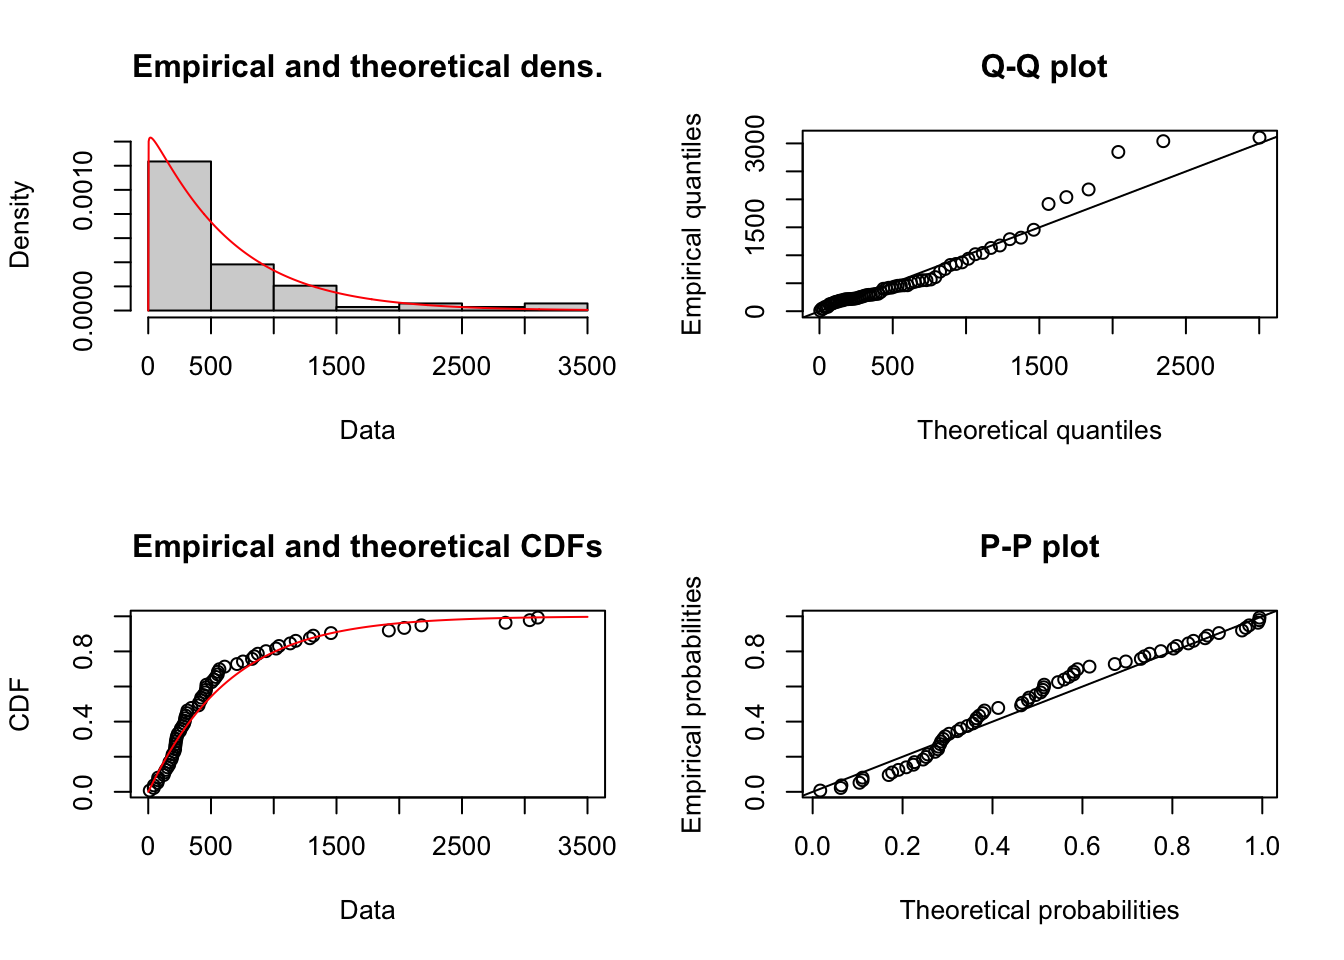 Empirical and theoretical dens.
Density
0.0000 0.0010
0 500 1500 2500 3500
Data
Q-Q plot
Empirical quantiles
0 1500 3000
0 500 1500 2500
Theoretical quantiles
Empirical and theoretical CDFs
CDF
0.0 0.4 0.8
0 500 1500 2500 3500
Data
P-P plot
Empirical probabilities
0.0 0.4 0.8
0.0 0.2 0.4 0.6 0.8 1.0
Theoretical probabilities